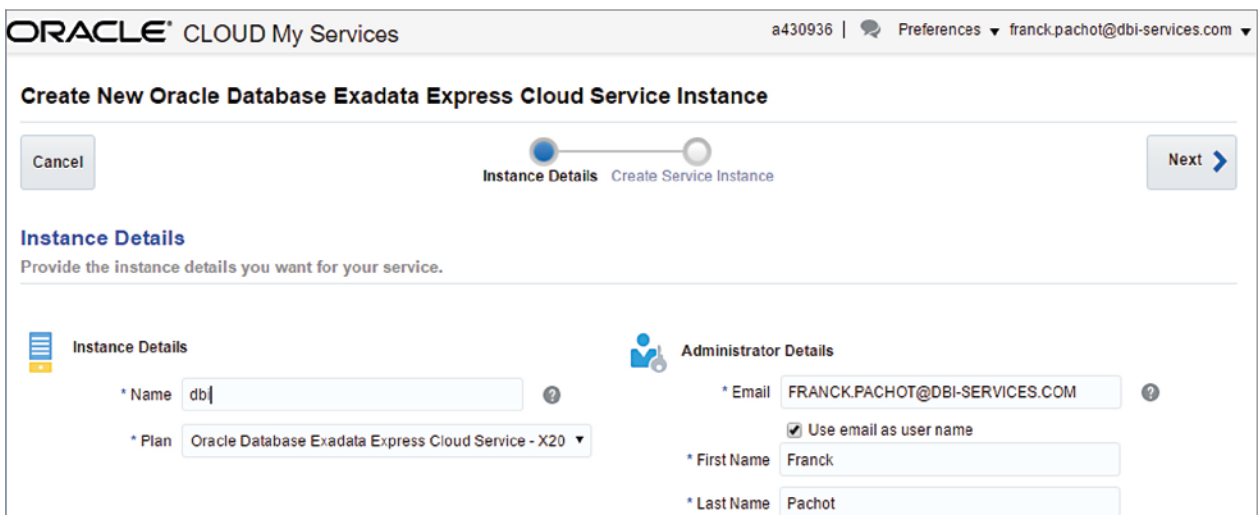 ORACLE® CLOUD My Services
a430936 | Preferences franck.pachot@dbi-services.com
Create New Oracle Database Exadata Express Cloud Service Instance
Cancel
Next
Instance Details Create Service Instance
Instance Details
Provide the instance details you want for your service.
Instance Details
* Name dbi
* Plan Oracle Database Exadata Express Cloud Service - X20
Administrator Details
* Email FRANCK.PACHOT@DBI-SERVICES.COM
Use email as user name
* First Name Franck
* Last Name Pachot